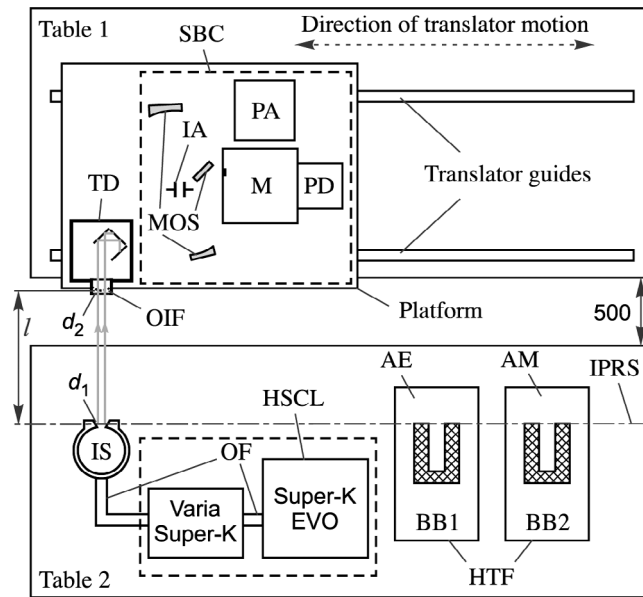 Table 1
SBC
Direction of translator motion
PA
IA
TD
M
PD
MOS
Translator guides
l
d2
OIF
Platform
500
d1
AE
AM
IPRS
HSCL
IS
OF
Varia
Super-K
Super-K
EVO
BB1
BB2
HTF
Table 2